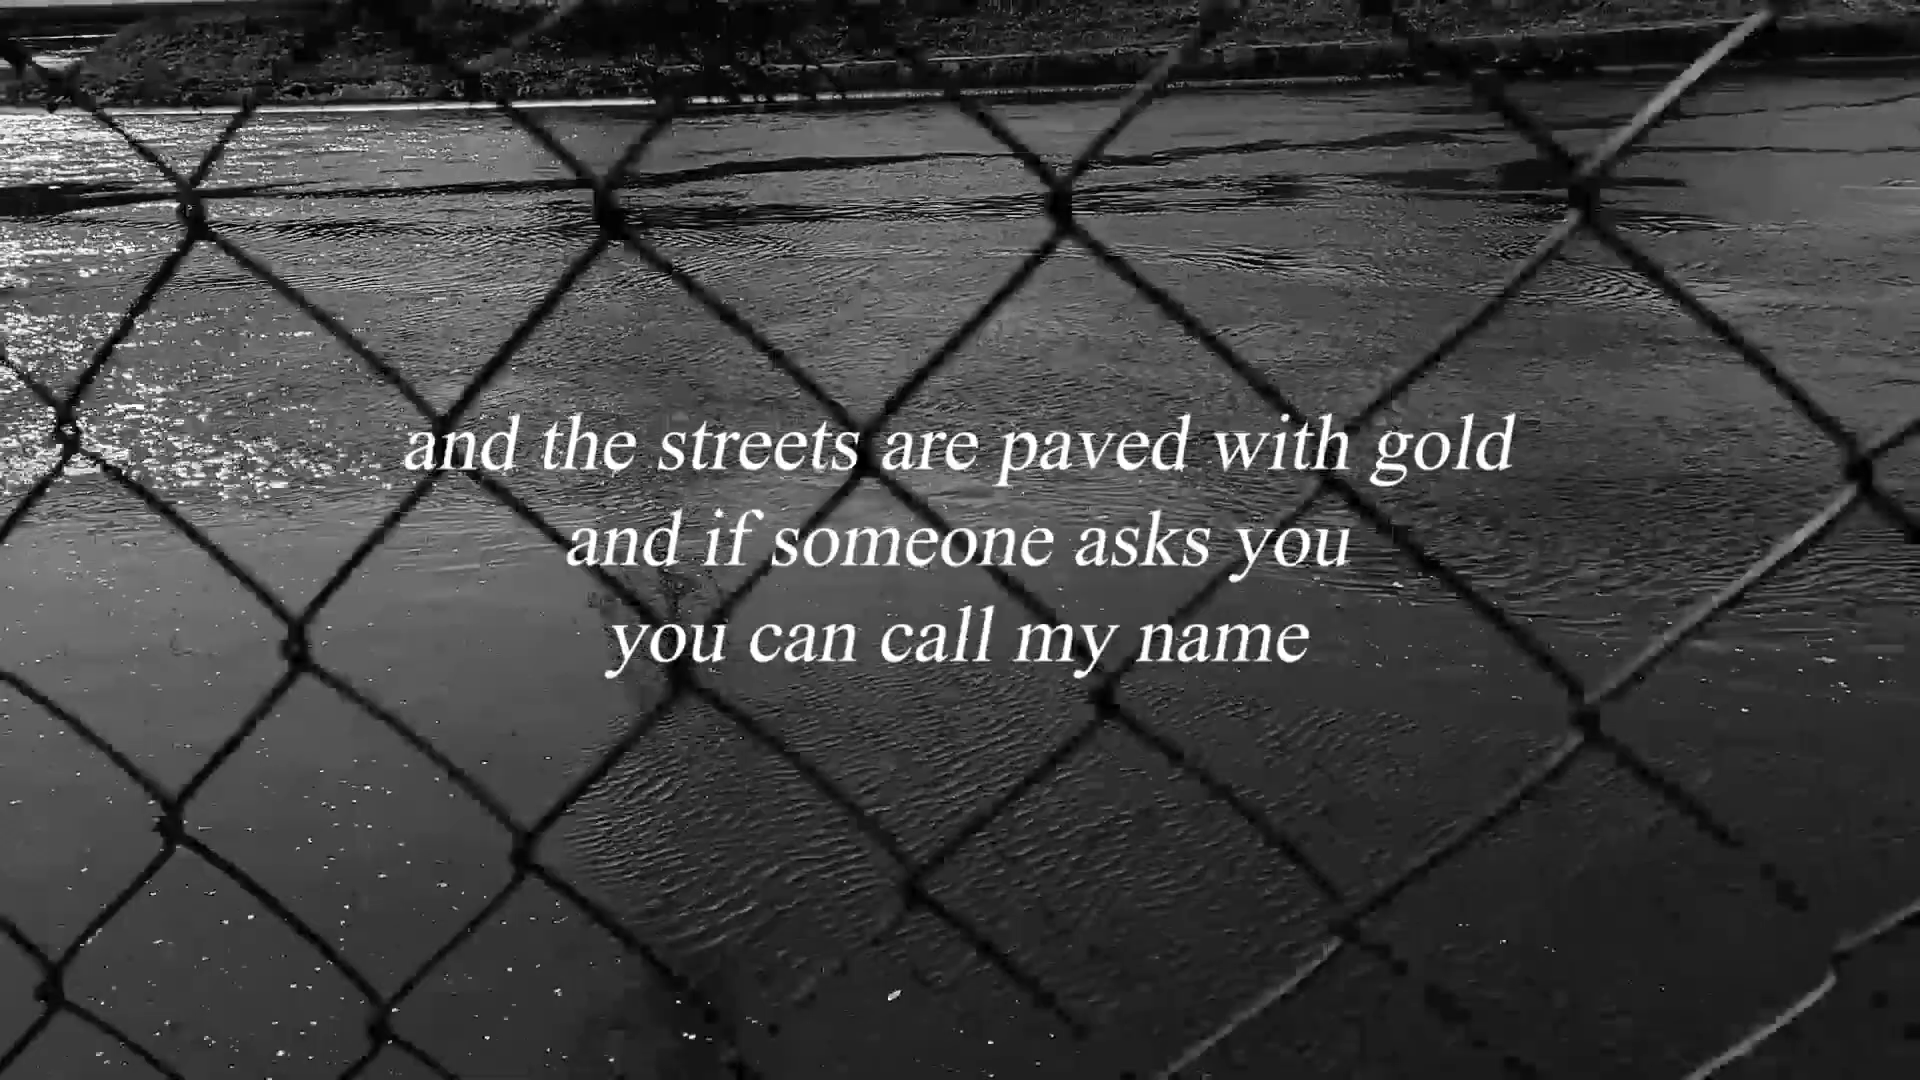 and the streets are paved with gold
and if someone asks you
you can call my name